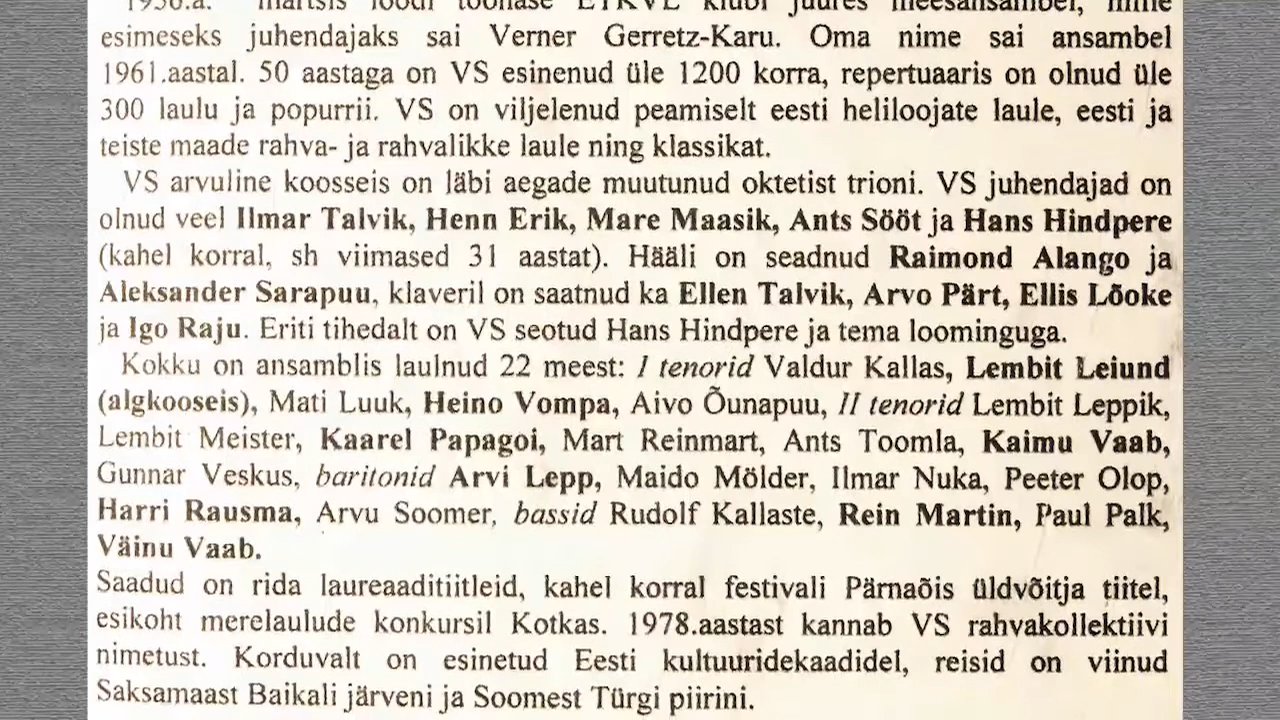 märtsis loodi toonase klubi juures meesansambel,
esimeseks juhendajaks sai Verner Gerretz-Karu. Oma nime sai ansambel
1961.aastal. 50 aastaga on VS esinenud üle 1200 korra, repertuaaris on olnud üle
300 laulu ja popurrii. VS on viljelenud peamiselt eesti heliloojate laule, eesti ja
teiste maade rahva- ja rahvalikke laule ning klassikat.
VS arvuline koosseis on läbi aegade muutunud oktetist trioni. VS juhendajad on
olnud veel Ilmar Talvik, Henn Erik, Mare Maasik, Ants Sööt ja Hans Hindpere
(kahel korral, sh viimased 31 aastat). Hääli on seadnud Raimond Alango ja
Aleksander Sarapuu, klaveril on saatnud ka Ellen Talvik, Arvo Pärt, Ellis Lõoke
ja Igo Raju. Eriti tihedalt on VS seotud Hans Hindpere ja tema loominguga.
Kokku on ansamblis laulnud 22 meest: I tenorid Valdur Kallas, Lembit Leiund
(algkooseis), Mati Luuk, Heino Vompa, Aivo Õunapuu, II tenorid Lembit Leppik,
Lembit Meister, Kaarel Papagoi, Mart Reinmart, Ants Toomla, Kaimu Vaab,
Gunnar Veskus, baritonid Arvi Lepp, Maido Mölder, Ilmar Nuka, Peeter Olop,
Harri Rausma, Arvu Soomer, bassid Rudolf Kallaste, Rein Martin, Paul Palk,
Väinu Vaab.
Saadud on rida laureaaditiitleid, kahel korral festivali Pärnaõis üldvõitja tiitel,
esikoht merelaulude konkursil Kotkas. 1978.aastast kannab VS rahvakollektiivi
nimetust. Korduvalt on esinetud Eesti kultuuridekaadidel, reisid on viinud
Saksamaast Baikali järveni ja Soomest Türgi piirini.